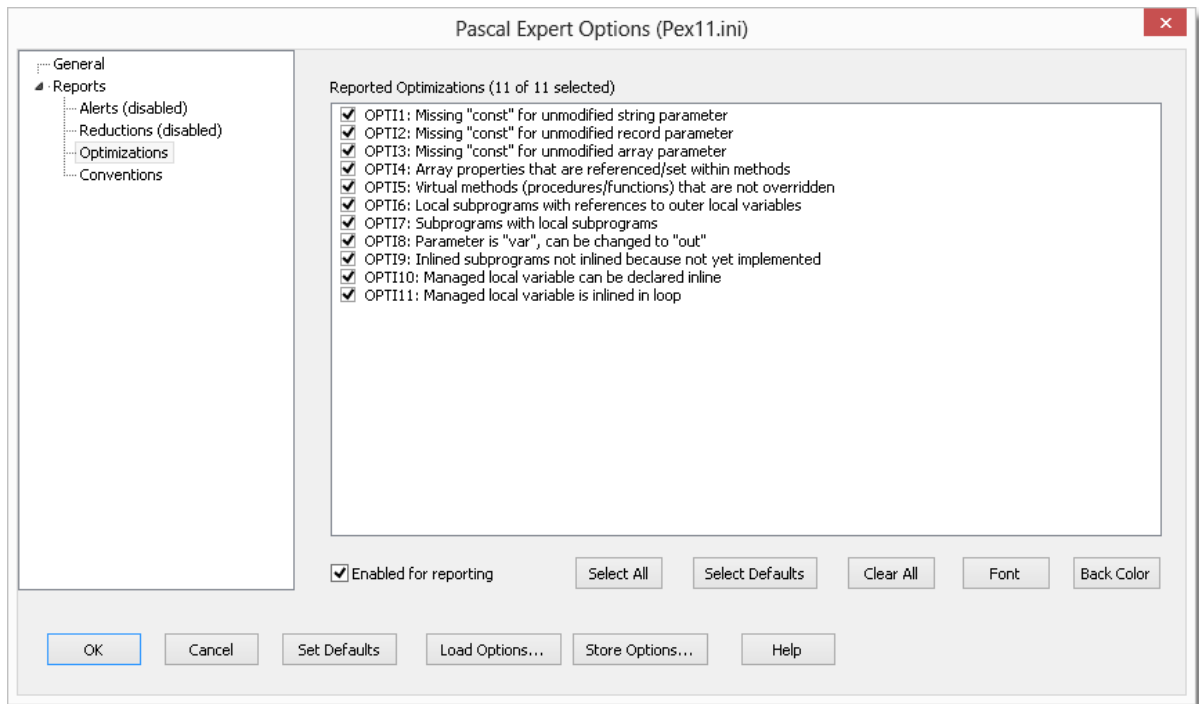 Pascal Expert Options (Pex11.ini)
General
Reports
Alerts (disabled)
Reductions (disabled)
Optimizations
Conventions
Reported Optimizations (11 of 11 selected)
OPTI1: Missing "const" for unmodified string parameter
OPTI2: Missing "const" for unmodified record parameter
OPTI3: Missing "const" for unmodified array parameter
OPTI4: Array properties that are referenced/set within methods
OPTI5: Virtual methods (procedures/functions) that are not overridden
OPTI6: Local subprograms with references to outer local variables
OPTI7: Subprograms with local subprograms
OPTI8: Parameter is "var", can be changed to "out"
OPTI9: Inlined subprograms not inlined because not yet implemented
OPTI10: Managed local variable can be declared inline
OPTI11: Managed local variable is inlined in loop
Enabled for reporting Select All Select Defaults Clear All Font Back Color
OK Cancel Set Defaults Load Options... Store Options... Help